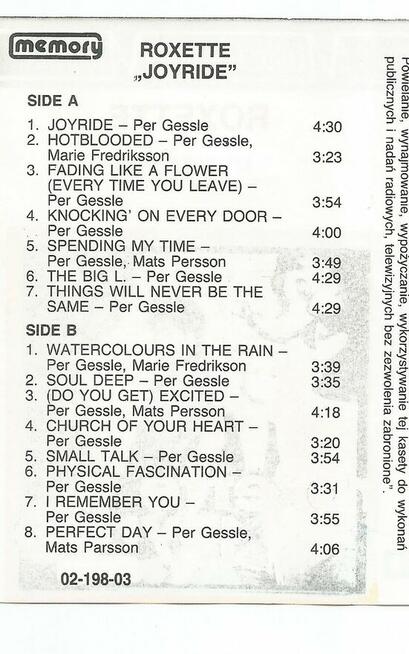 memory
ROXETTE
„JOYRIDE”
SIDE A
1. JOYRIDE – Per Gessle 4:30
2. HOTBLOODED – Per Gessle,
Marie Fredriksson 3:23
3. FADING LIKE A FLOWER
(EVERY TIME YOU LEAVE) –
Per Gessle 3:54
4. KNOCKING' ON EVERY DOOR –
Per Gessle 4:00
5. SPENDING MY TIME –
Per Gessle, Mats Persson 3:49
6. THE BIG L. – Per Gessle 4:29
7. THINGS WILL NEVER BE THE
SAME – Per Gessle 4:29
SIDE B
1. WATERCOLOURS IN THE RAIN –
Per Gessle, Marie Fredrikson 3:39
2. SOUL DEEP – Per Gessle 3:35
3. (DO YOU GET) EXCITED –
Per Gessle, Mats Persson 4:18
4. CHURCH OF YOUR HEART –
Per Gessle 3:20
5. SMALL TALK – Per Gessle 3:54
6. PHYSICAL FASCINATION –
Per Gessle 3:31
7. I REMEMBER YOU –
Per Gessle 3:55
8. PERFECT DAY – Per Gessle,
Mats Parsson 4:06
02-198-03
Powielanie, wynajmowanie, wypożyczanie, wykorzystywanie tej kasety do wykonań
publicznych i nadań radiowych, telewizyjnych bez zezwolenia zabronione”.